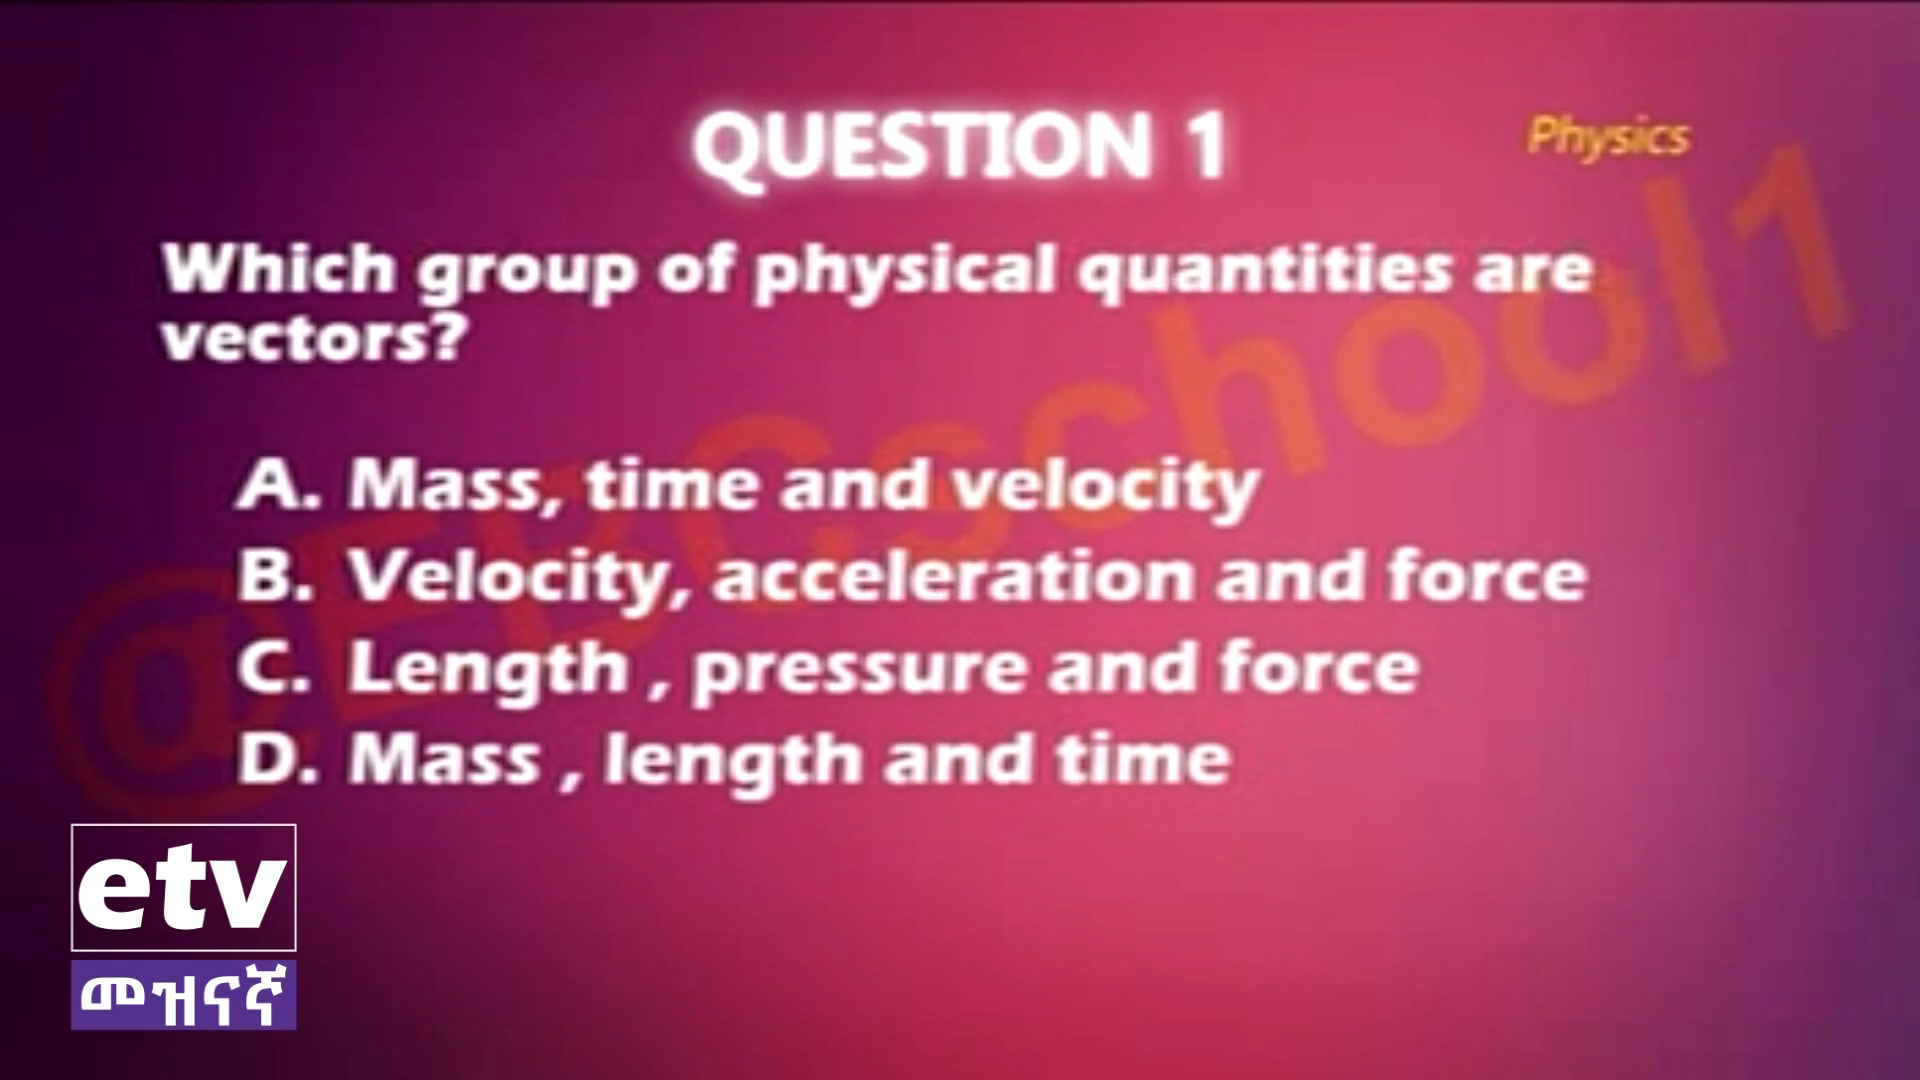 QUESTION 1
Physics
Which group of physical quantities are
vectors?
A. Mass, time and velocity
B. Velocity, acceleration and force
C. Length , pressure and force
D. Mass , length and time
@EBCschool1
etv
መዝናኛ